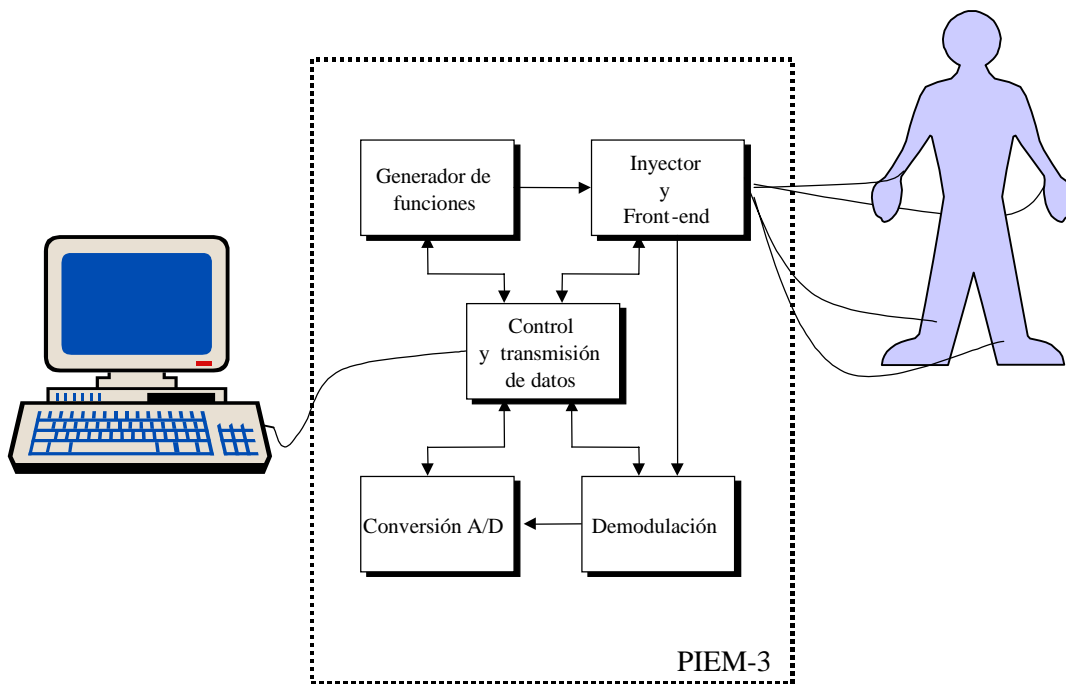 Generador de
funciones
Inyector
y
Front-end
Control
y transmisión
de datos
Conversión A/D
Demodulación
PIEM-3